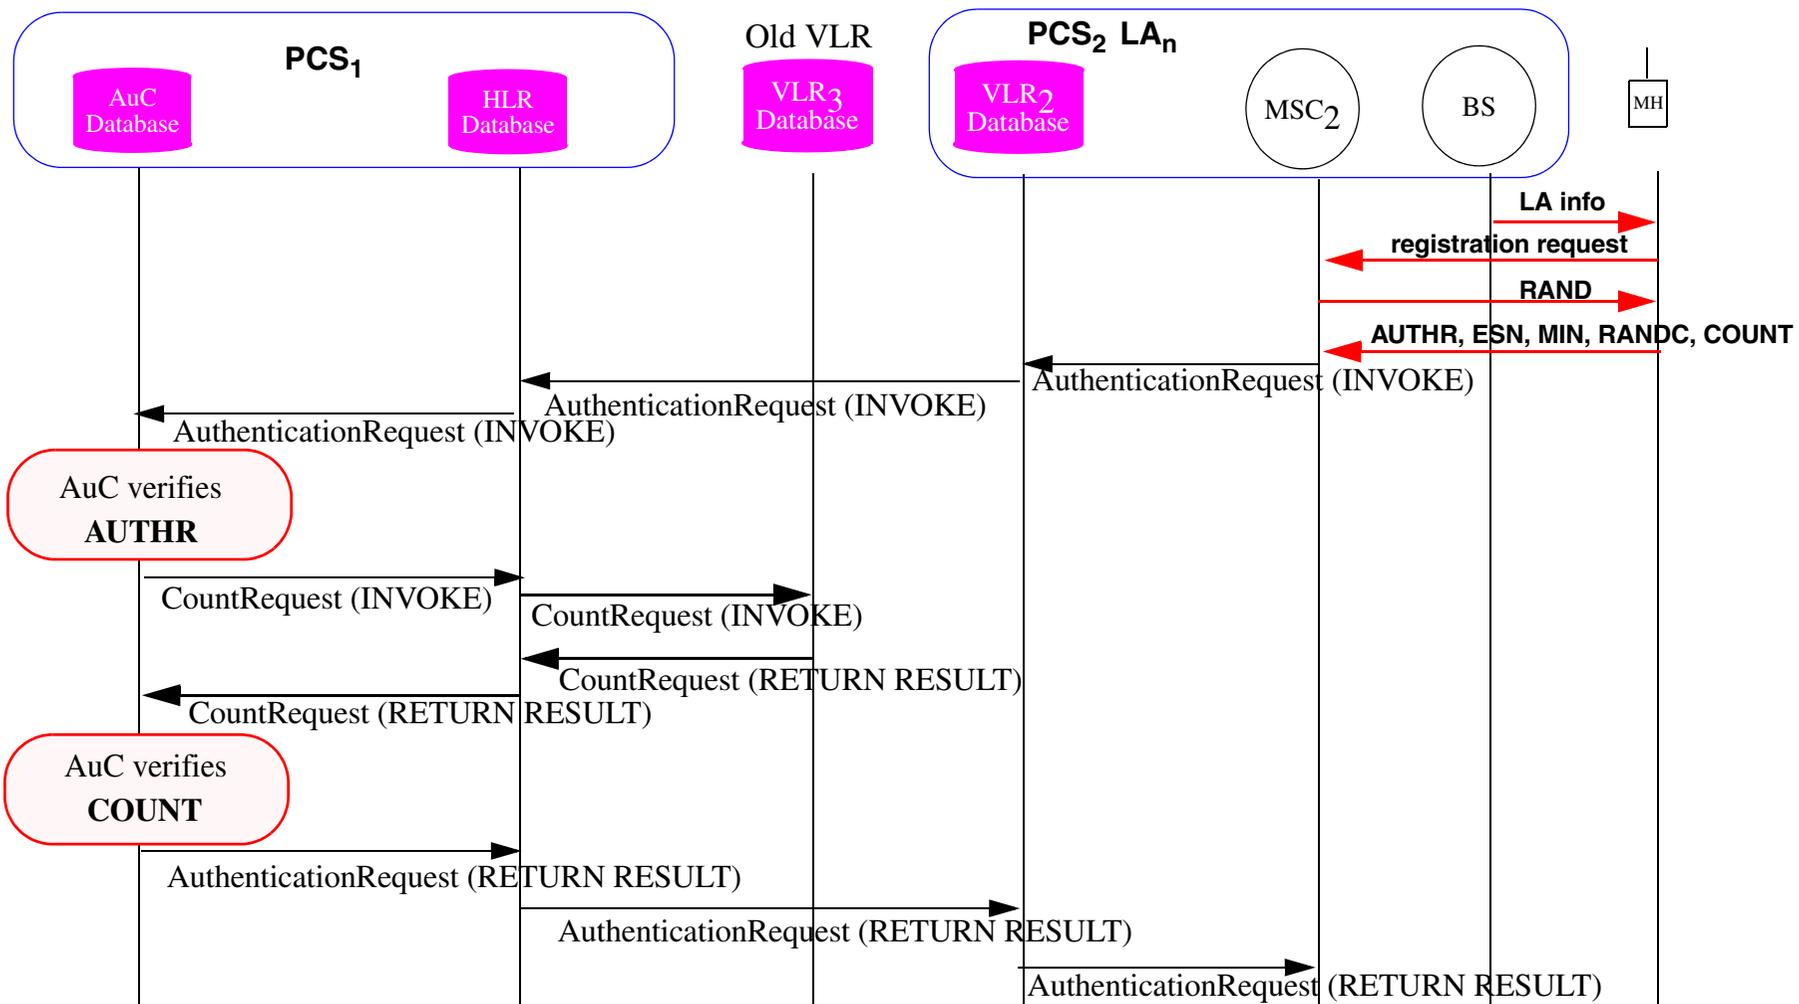 PCS1
AuC
Database
HLR
Database
Old VLR
VLR3
Database
PCS2 LAn
VLR2
Database
MSC2
BS
MH
LA info
registration request
RAND
AUTHR, ESN, MIN, RANDC, COUNT
AuthenticationRequest (INVOKE)
AuthenticationRequest (INVOKE)
AuthenticationRequest (INVOKE)
AuC verifies
AUTHR
CountRequest (INVOKE)
CountRequest (INVOKE)
CountRequest (RETURN RESULT)
CountRequest (RETURN RESULT)
AuC verifies
COUNT
AuthenticationRequest (RETURN RESULT)
AuthenticationRequest (RETURN RESULT)
AuthenticationRequest (RETURN RESULT)